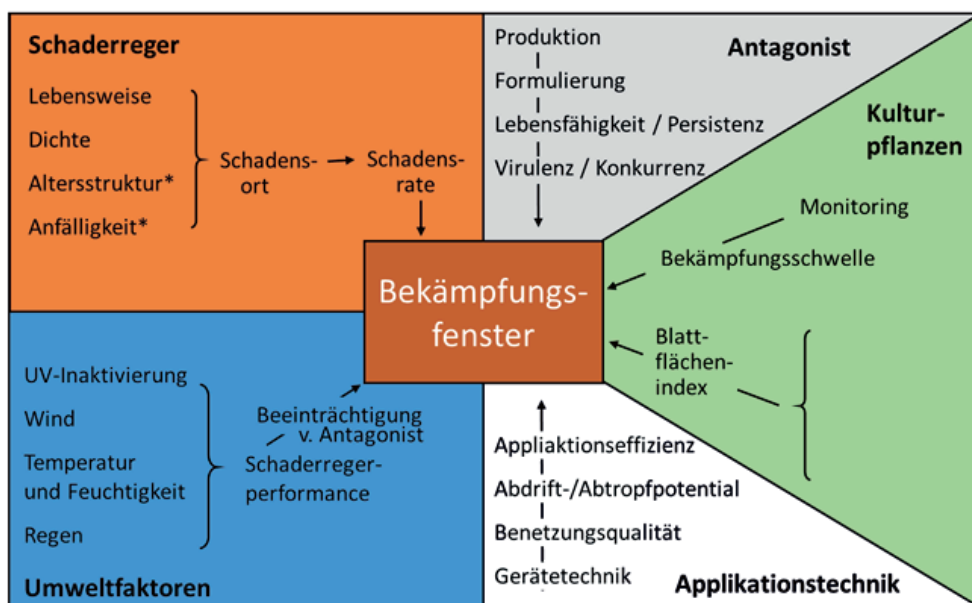 Schaderreger
Lebensweise
Dichte
Altersstruktur*
Anfälligkeit*
Schadens-
ort
Schadens-
rate
Produktion
Formulierung
Lebensfähigkeit / Persistenz
Virulenz / Konkurrenz
Antagonist
Kultur-
pflanzen
Monitoring
Bekämpfungsschwelle
Blatt-
flächen-
index
Bekämpfungs-
fenster
UV-Inaktivierung
Wind
Temperatur
und Feuchtigkeit
Regen
Beeinträchtigung
v. Antagonist
Schaderreger-
performance
Umweltfaktoren
Appliaktionseffizienz
Abdrift-/Abtropfpotential
Benetzungsqualität
Gerätetechnik
Applikationstechnik